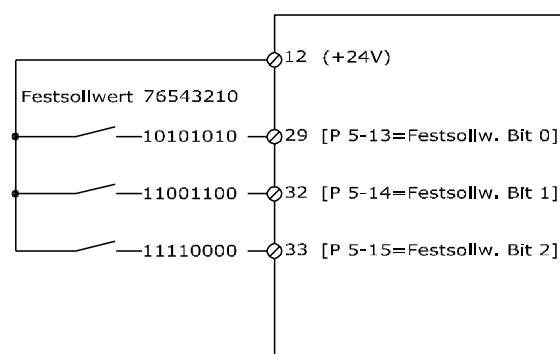 12 (+24V)
Festsollwert 76543210
10101010 29 [P 5-13=Festsollw. Bit 0]
11001100 32 [P 5-14=Festsollw. Bit 1]
11110000 33 [P 5-15=Festsollw. Bit 2]